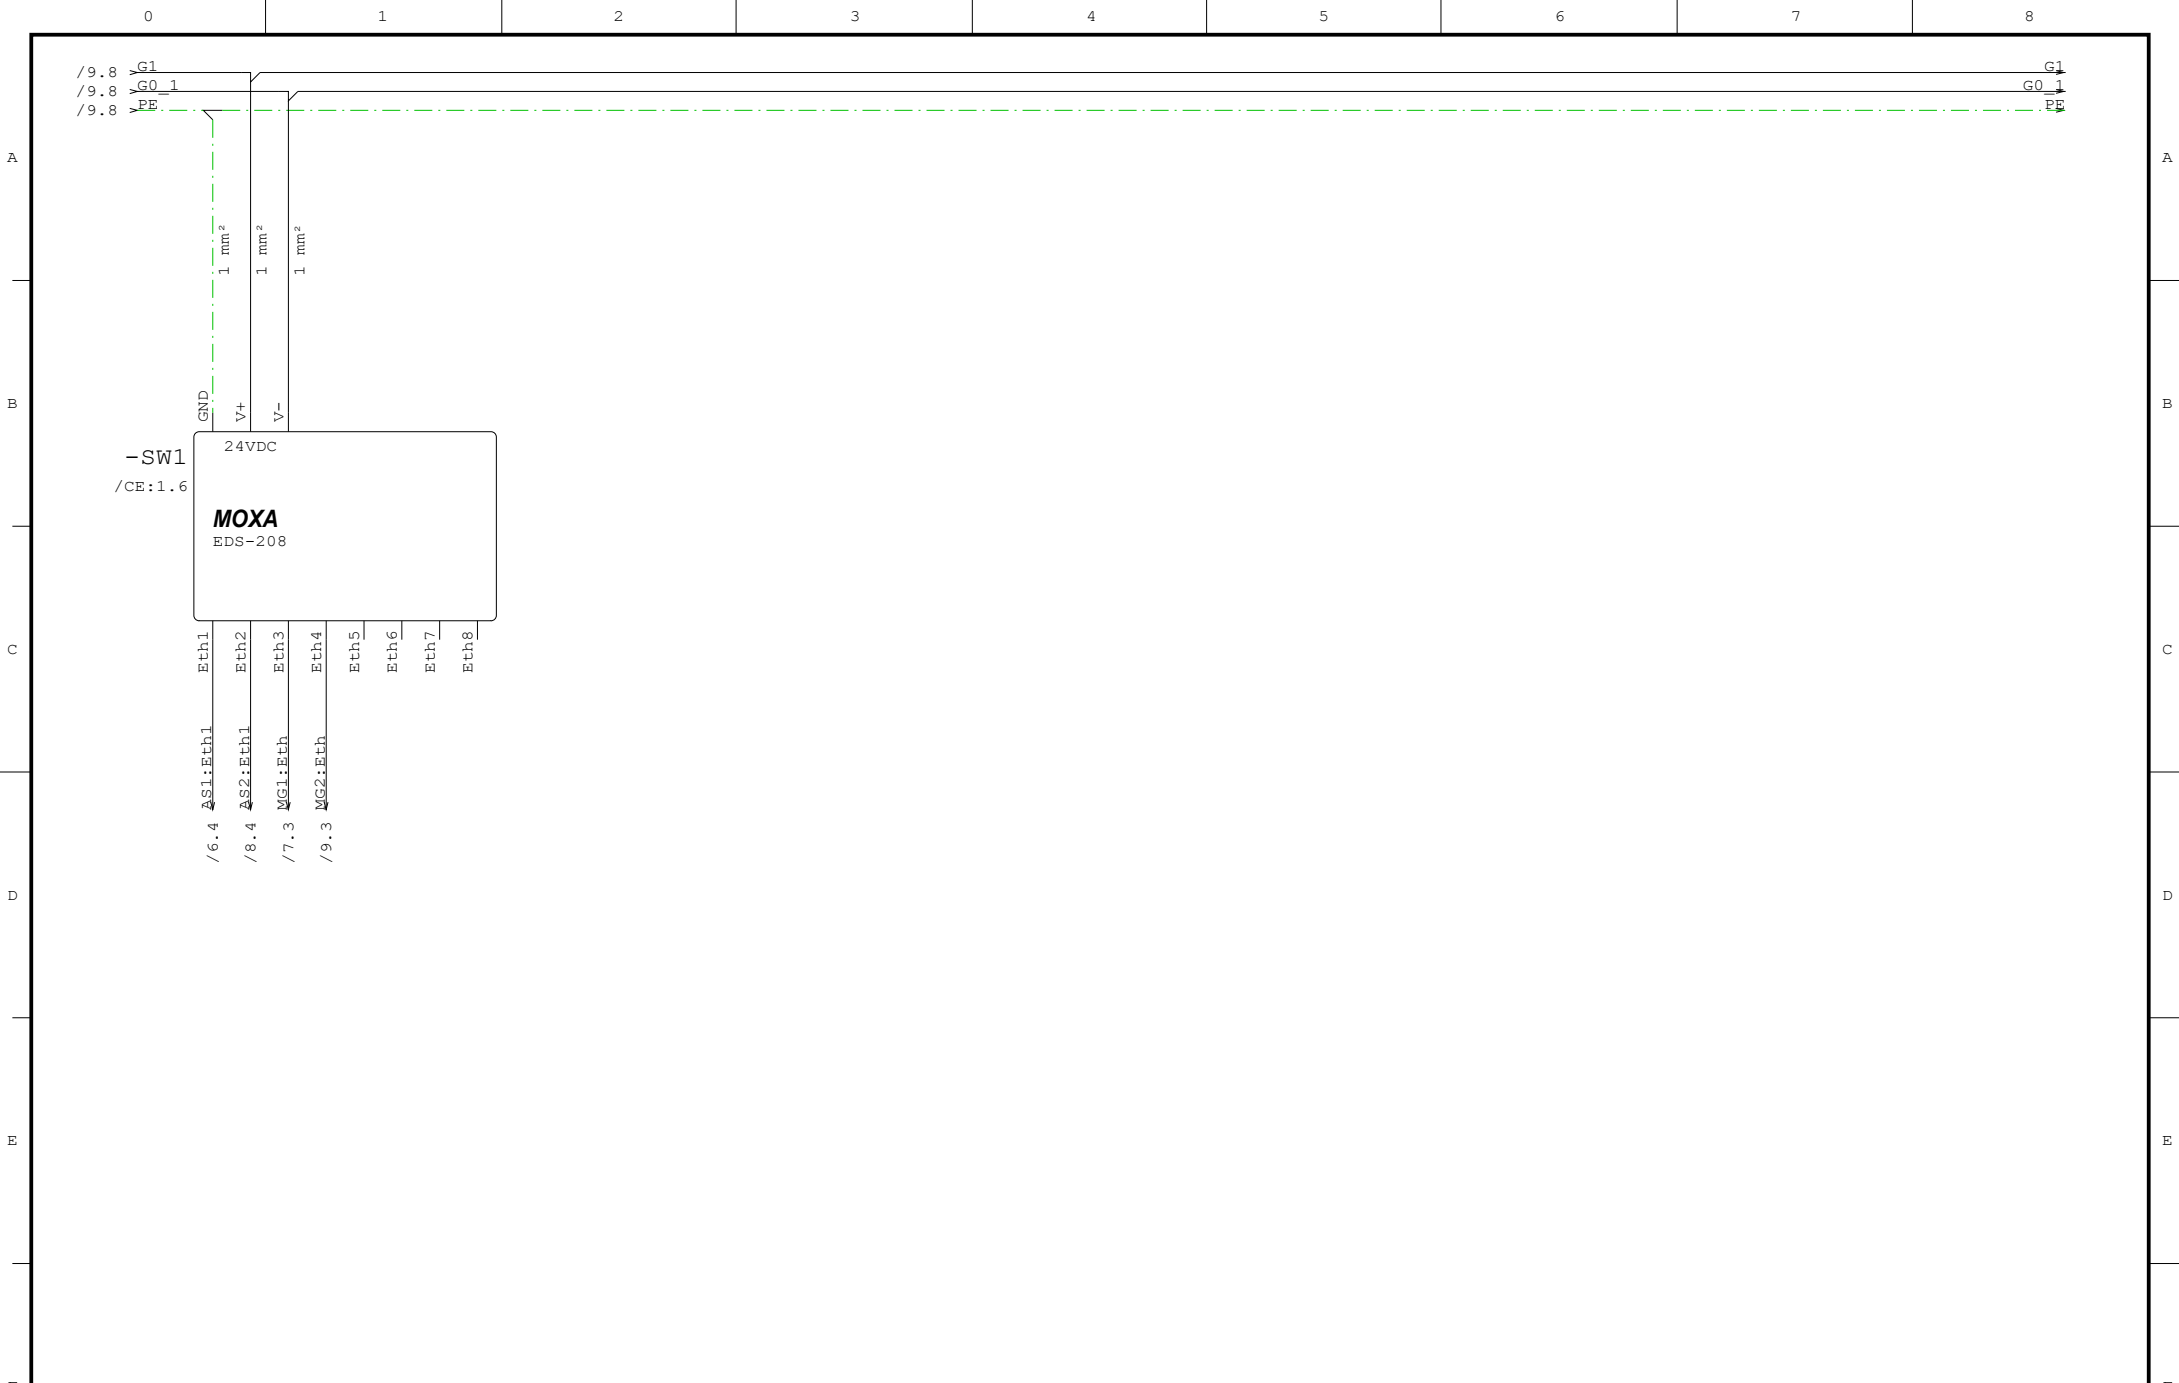 0 1 2 3 4 5 6 7 8
/9.8 G1 G1
/9.8 G0_1 G0_1
/9.8 PE PE
A A
1 mm² 1 mm² 1 mm²
B B
GND V+ V-
24VDC
-SW1
/CE:1.6
MOXA
EDS-208
C C
Eth1 Eth2 Eth3 Eth4 Eth5 Eth6 Eth7 Eth8
AS1:Eth1 AS2:Eth1 MG1:Eth MG2:Eth
/6.4 /8.4 /7.3 /9.3
D D
E E